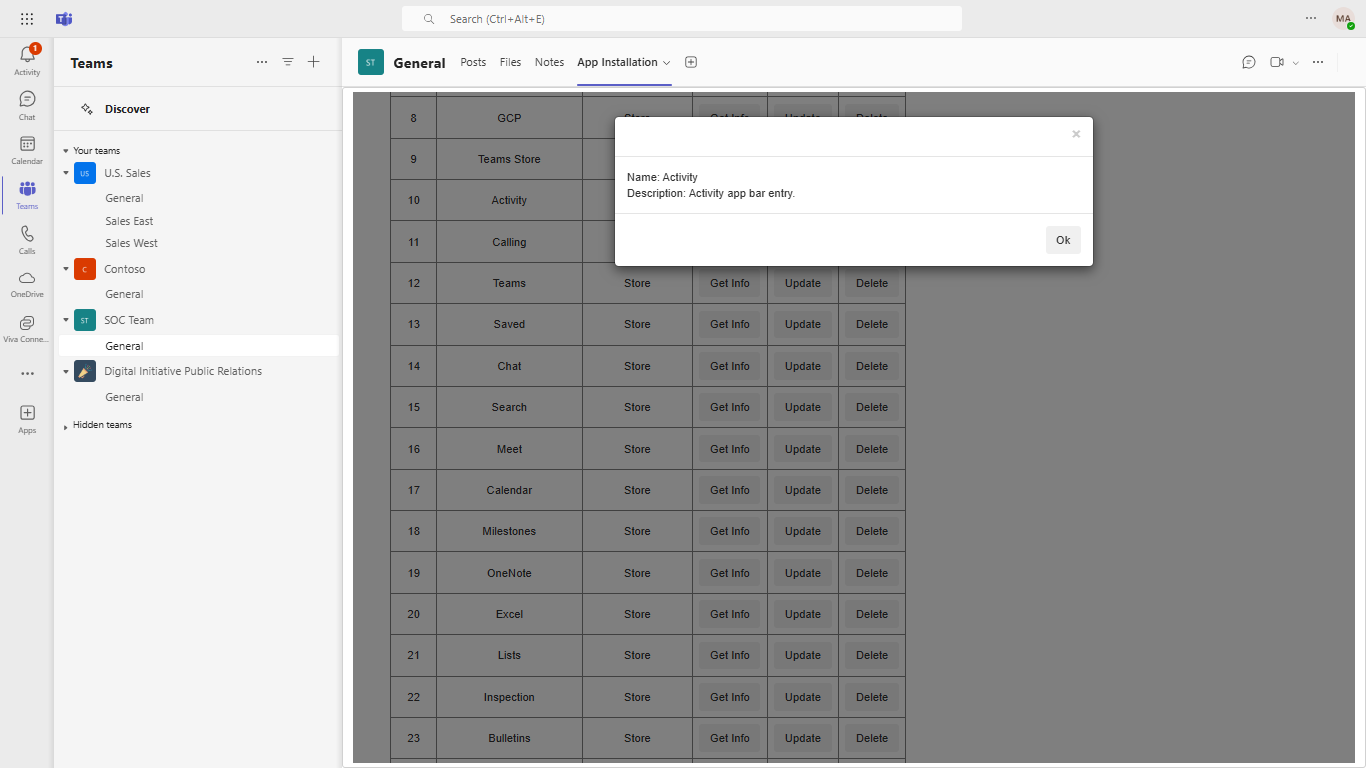 Search (Ctrl+Alt+E)
MA
1
Activity
Chat
Calendar
Teams
Calls
OneDrive
Viva Conne...
Apps
Teams
Discover
Your teams
US U.S. Sales
General
Sales East
Sales West
C Contoso
General
ST SOC Team
General
Digital Initiative Public Relations
General
Hidden teams
ST General Posts Files Notes App Installation
8 GCP Store Get Info Update Delete
9 Teams Store
10 Activity
11 Calling
12 Teams Store Get Info Update Delete
13 Saved Store Get Info Update Delete
14 Chat Store Get Info Update Delete
15 Search Store Get Info Update Delete
16 Meet Store Get Info Update Delete
17 Calendar Store Get Info Update Delete
18 Milestones Store Get Info Update Delete
19 OneNote Store Get Info Update Delete
20 Excel Store Get Info Update Delete
21 Lists Store Get Info Update Delete
22 Inspection Store Get Info Update Delete
23 Bulletins Store Get Info Update Delete
×
Name: Activity
Description: Activity app bar entry.
Ok